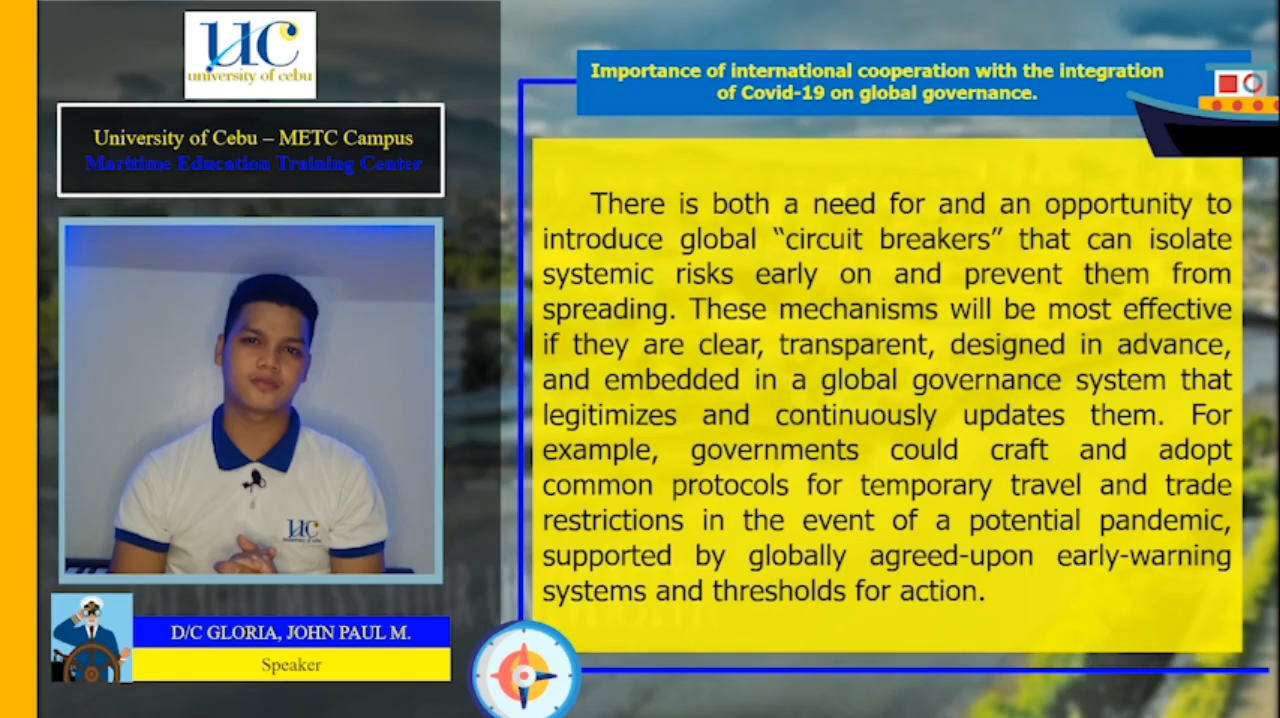 UC
university of cebu
University of Cebu – METC Campus
Maritime Education Training Center
UC
D/C GLORIA, JOHN PAUL M.
Speaker
Importance of international cooperation with the integration
of Covid-19 on global governance.
There is both a need for and an opportunity to
introduce global “circuit breakers” that can isolate
systemic risks early on and prevent them from
spreading. These mechanisms will be most effective
if they are clear, transparent, designed in advance,
and embedded in a global governance system that
legitimizes and continuously updates them. For
example, governments could craft and adopt
common protocols for temporary travel and trade
restrictions in the event of a potential pandemic,
supported by globally agreed-upon early-warning
systems and thresholds for action.